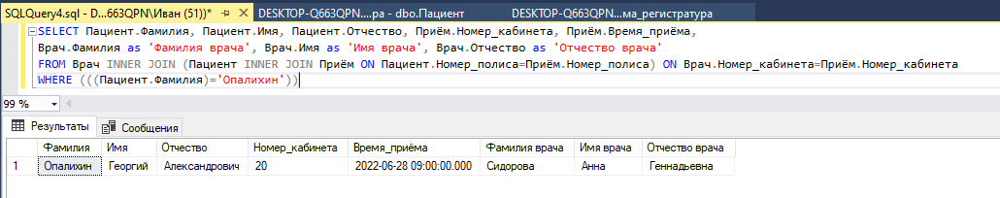 SQLQuery4.sql - D...663QPN\Иван (51))* DESKTOP-Q663QPN....ра - dbo.Пациент DESKTOP-Q663QPN...ма_регистратура
SELECT Пациент.Фамилия, Пациент.Имя, Пациент.Отчество, Приём.Номер_кабинета, Приём.Время_приёма,
Врач.Фамилия as 'Фамилия врача', Врач.Имя as 'Имя врача', Врач.Отчество as 'Отчество врача'
FROM Врач INNER JOIN (Пациент INNER JOIN Приём ON Пациент.Номер_полиса=Приём.Номер_полиса) ON Врач.Номер_кабинета=Приём.Номер_кабинета
WHERE (((Пациент.Фамилия)='Опалихин'))
99 %
Результаты Сообщения
Фамилия Имя Отчество Номер_кабинета Время_приёма Фамилия врача Имя врача Отчество врача
1 Опалихин Георгий Александрович 20 2022-06-28 09:00:00.000 Сидорова Анна Геннадьевна